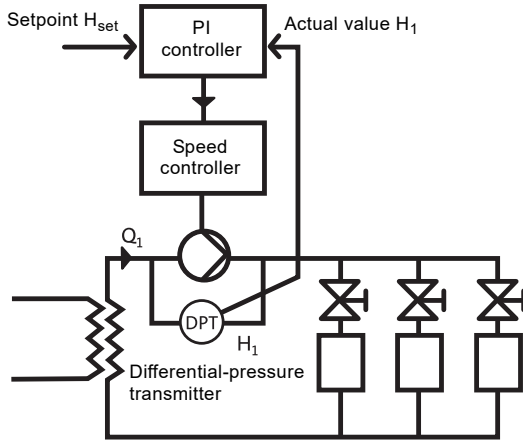 Setpoint Hset
PI
controller
Actual value H1
Speed
controller
Q1
DPT
H1
Differential-pressure
transmitter